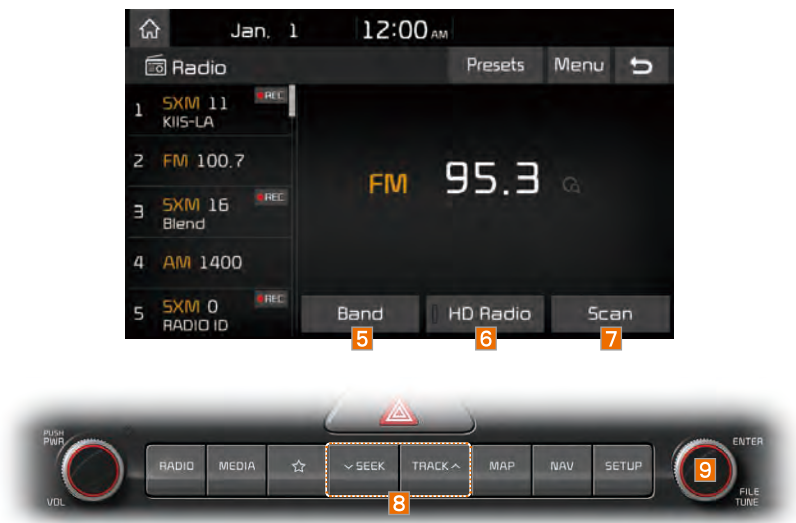 Jan. 1 12:00 AM
Radio Presets Menu
1 SXM 11 REC
KIIS-LA
2 FM 100.7
3 SXM 16 REC
Blend
4 AM 1400
5 SXM 0 REC
RADIO ID
FM 95.3
Band HD Radio Scan
5 6 7
PUSH
PWR
VOL
RADIO MEDIA SEEK TRACK MAP NAV SETUP
8
ENTER
9
FILE
TUNE